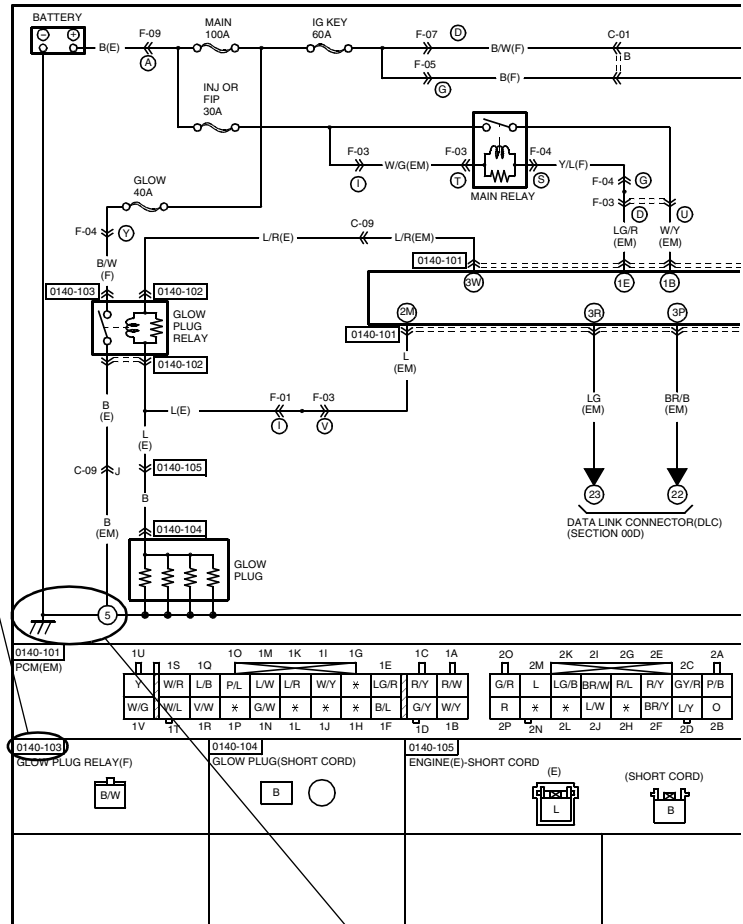 BATTERY
− +
B(E)
F-09
A
MAIN
100A
IG KEY
60A
F-07
D
B/W(F)
C-01
B
F-05
G
B(F)
INJ OR
FIP
30A
F-03
I
W/G(EM)
F-03
T
MAIN RELAY
F-04
S
Y/L(F)
F-04
G
F-03
D
U
LG/R
(EM)
W/Y
(EM)
GLOW
40A
F-04
Y
B/W
(F)
L/R(E)
C-09
L/R(EM)
0140-101
3W
1E
1B
0140-103
0140-102
GLOW
PLUG
RELAY
0140-102
2M
3R
3P
0140-101
L
(EM)
LG
(EM)
BR/B
(EM)
B
(E)
L(E)
F-01
I
F-03
V
L
(E)
C-09
J
0140-105
B
B
(EM)
0140-104
GLOW
PLUG
23
22
DATA LINK CONNECTOR(DLC)
(SECTION 00D)
5
0140-101
PCM(EM)
1U 1S 1Q 1O 1M 1K 1I 1G 1E 1C 1A
Y W/R L/B P/L L/W L/R W/Y * LG/R R/Y R/W
W/G W/L V/W * G/W * * * B/L G/Y W/Y
1V 1T 1R 1P 1N 1L 1J 1H 1F 1D 1B
2O 2M 2K 2I 2G 2E 2C 2A
G/R L LG/B BR/W R/L R/Y GY/R P/B
R * * L/W * BR/Y L/Y O
2P 2N 2L 2J 2H 2F 2D 2B
0140-103
GLOW PLUG RELAY(F)
B/W
0140-104
GLOW PLUG(SHORT CORD)
B
0140-105
ENGINE(E)-SHORT CORD
(E)
L
(SHORT CORD)
B